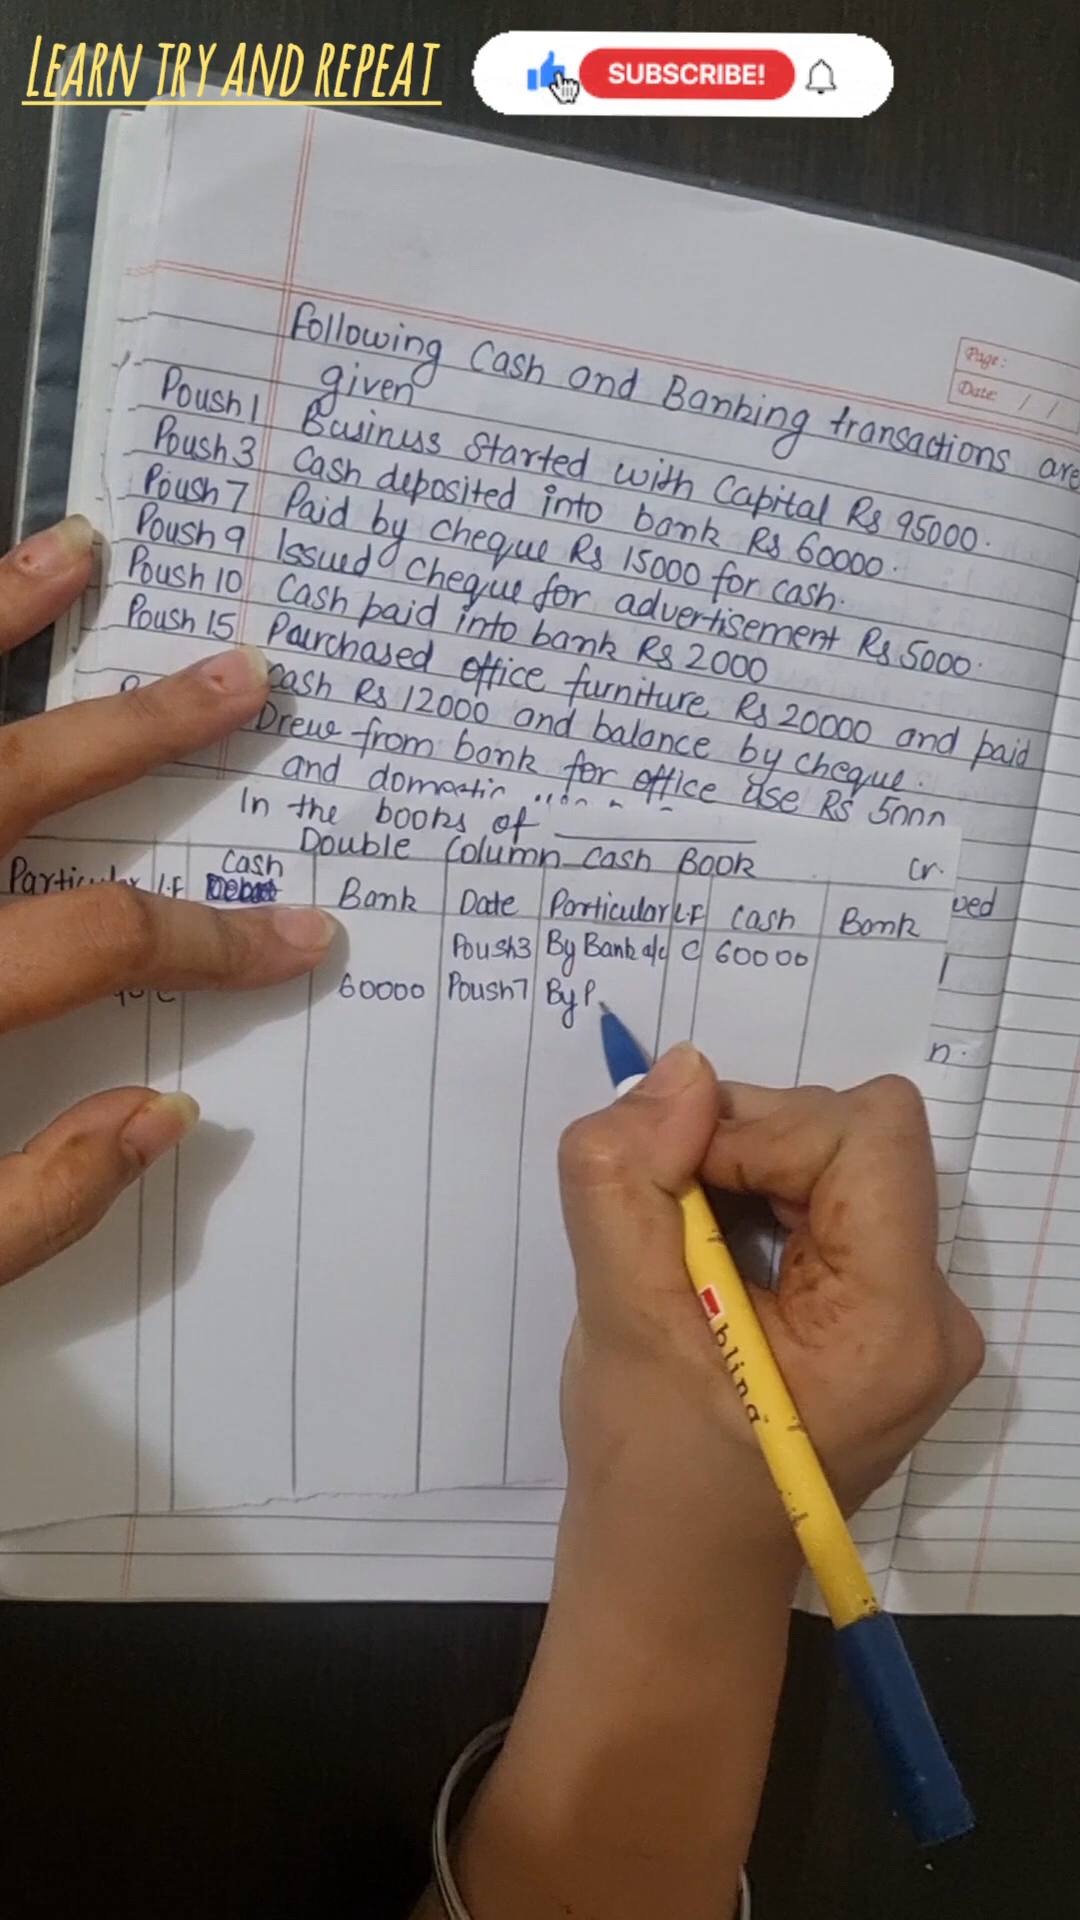 LEARN TRY AND REPEAT
SUBSCRIBE!
Page:
Date: / /
Following Cash and Banking transactions are
given
Poush 1 Business Started with Capital Rs 95000.
Poush 3 Cash deposited into bank Rs 60000.
Poush 7 Paid by cheque Rs 15000 for cash.
Poush 9 Issued cheque for advertisement Rs 5000.
Poush 10 Cash paid into bank Rs 2000
Poush 15 Purchased office furniture Rs 20000 and paid
cash Rs 12000 and balance by cheque.
Drew from bank for office use Rs 5000
and domestic
In the books of
Double Column Cash Book
Cr
Particular L.F Cash Bank Date Particular L.F Cash Bank
Poush3 By Bank a/c C 60000
C 60000 Poush7 By P
ved
n.
bling